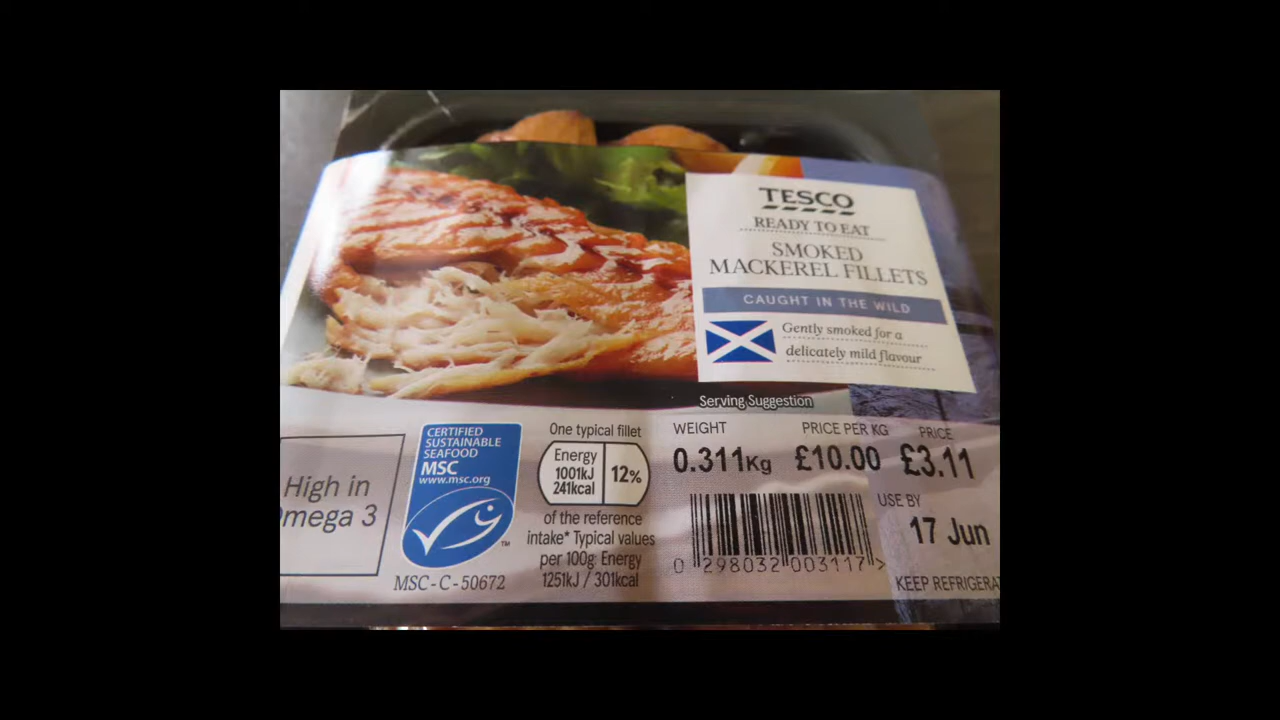 TESCO
READY TO EAT
SMOKED
MACKEREL FILLETS
CAUGHT IN THE WILD
Gently smoked for a
delicately mild flavour
Serving Suggestion
High in
mega 3
CERTIFIED
SUSTAINABLE
SEAFOOD
MSC
www.msc.org
TM
MSC-C-50672
One typical fillet
Energy
1001kJ
241kcal
12%
of the reference
intake* Typical values
per 100g: Energy
1251kJ / 301kcal
WEIGHT
0.311Kg
PRICE PER KG
£10.00
PRICE
£3.11
0 298032 003117 >
USE BY
17 Jun
KEEP REFRIGERA